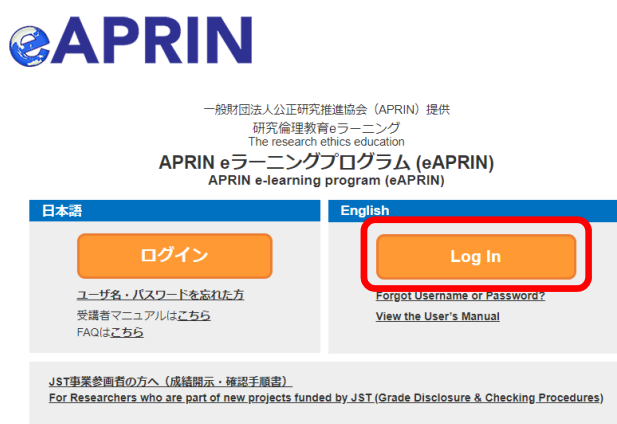 eAPRIN
一般財団法人公正研究推進協会（APRIN）提供
研究倫理教育eラーニング
The research ethics education
APRIN eラーニングプログラム (eAPRIN)
APRIN e-learning program (eAPRIN)
日本語
ログイン
ユーザ名・パスワードを忘れた方
受講者マニュアルはこちら
FAQはこちら
English
Log In
Forgot Username or Password?
View the User's Manual
JST事業参画者の方へ（成績開示・確認手順書）
For Researchers who are part of new projects funded by JST (Grade Disclosure & Checking Procedures)